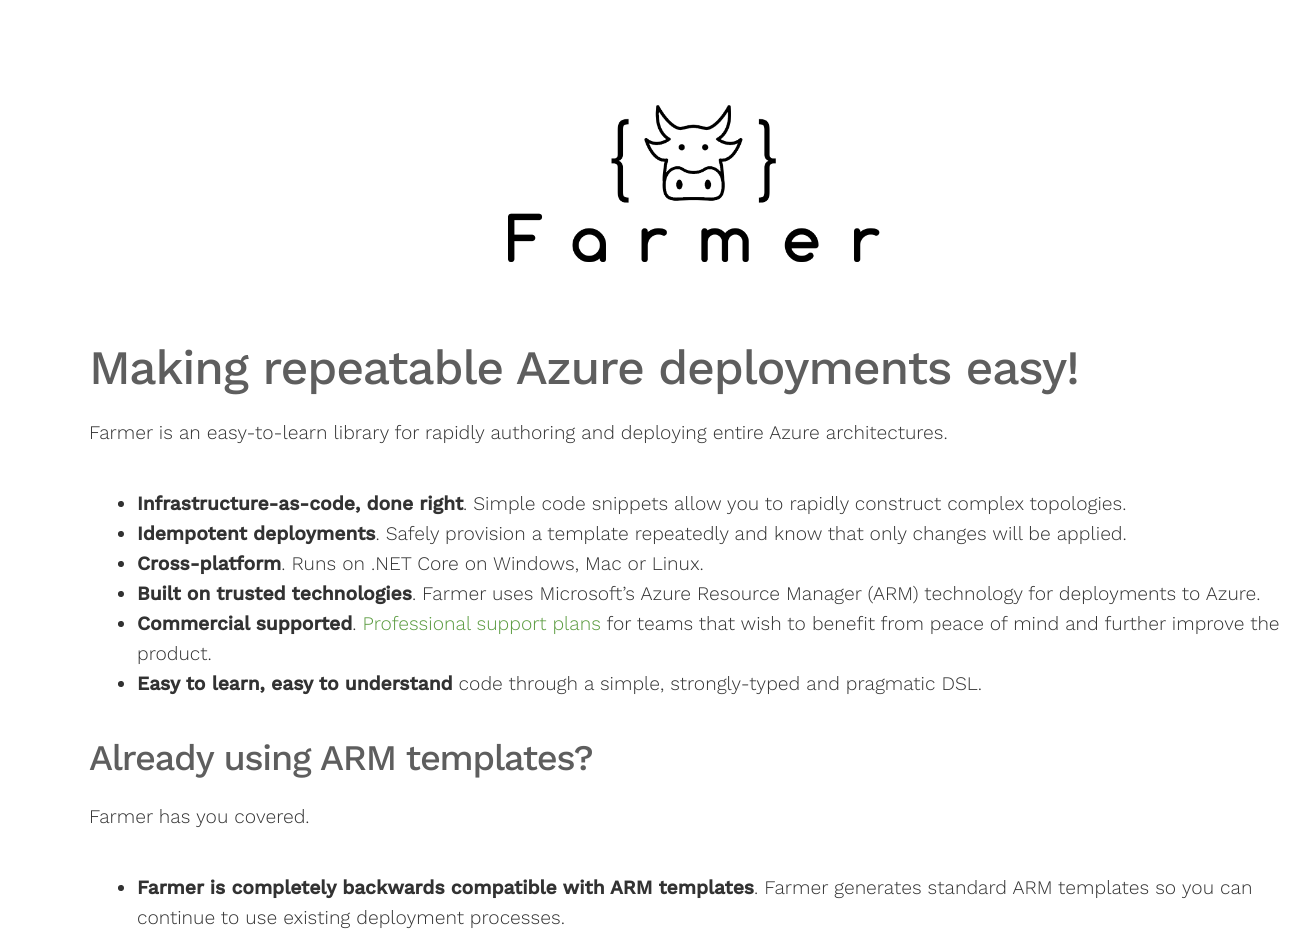 { }
Farmer
Making repeatable Azure deployments easy!
Farmer is an easy-to-learn library for rapidly authoring and deploying entire Azure architectures.
• Infrastructure-as-code, done right. Simple code snippets allow you to rapidly construct complex topologies.
• Idempotent deployments. Safely provision a template repeatedly and know that only changes will be applied.
• Cross-platform. Runs on .NET Core on Windows, Mac or Linux.
• Built on trusted technologies. Farmer uses Microsoft’s Azure Resource Manager (ARM) technology for deployments to Azure.
• Commercial supported. Professional support plans for teams that wish to benefit from peace of mind and further improve the
product.
• Easy to learn, easy to understand code through a simple, strongly-typed and pragmatic DSL.
Already using ARM templates?
Farmer has you covered.
• Farmer is completely backwards compatible with ARM templates. Farmer generates standard ARM templates so you can
continue to use existing deployment processes.